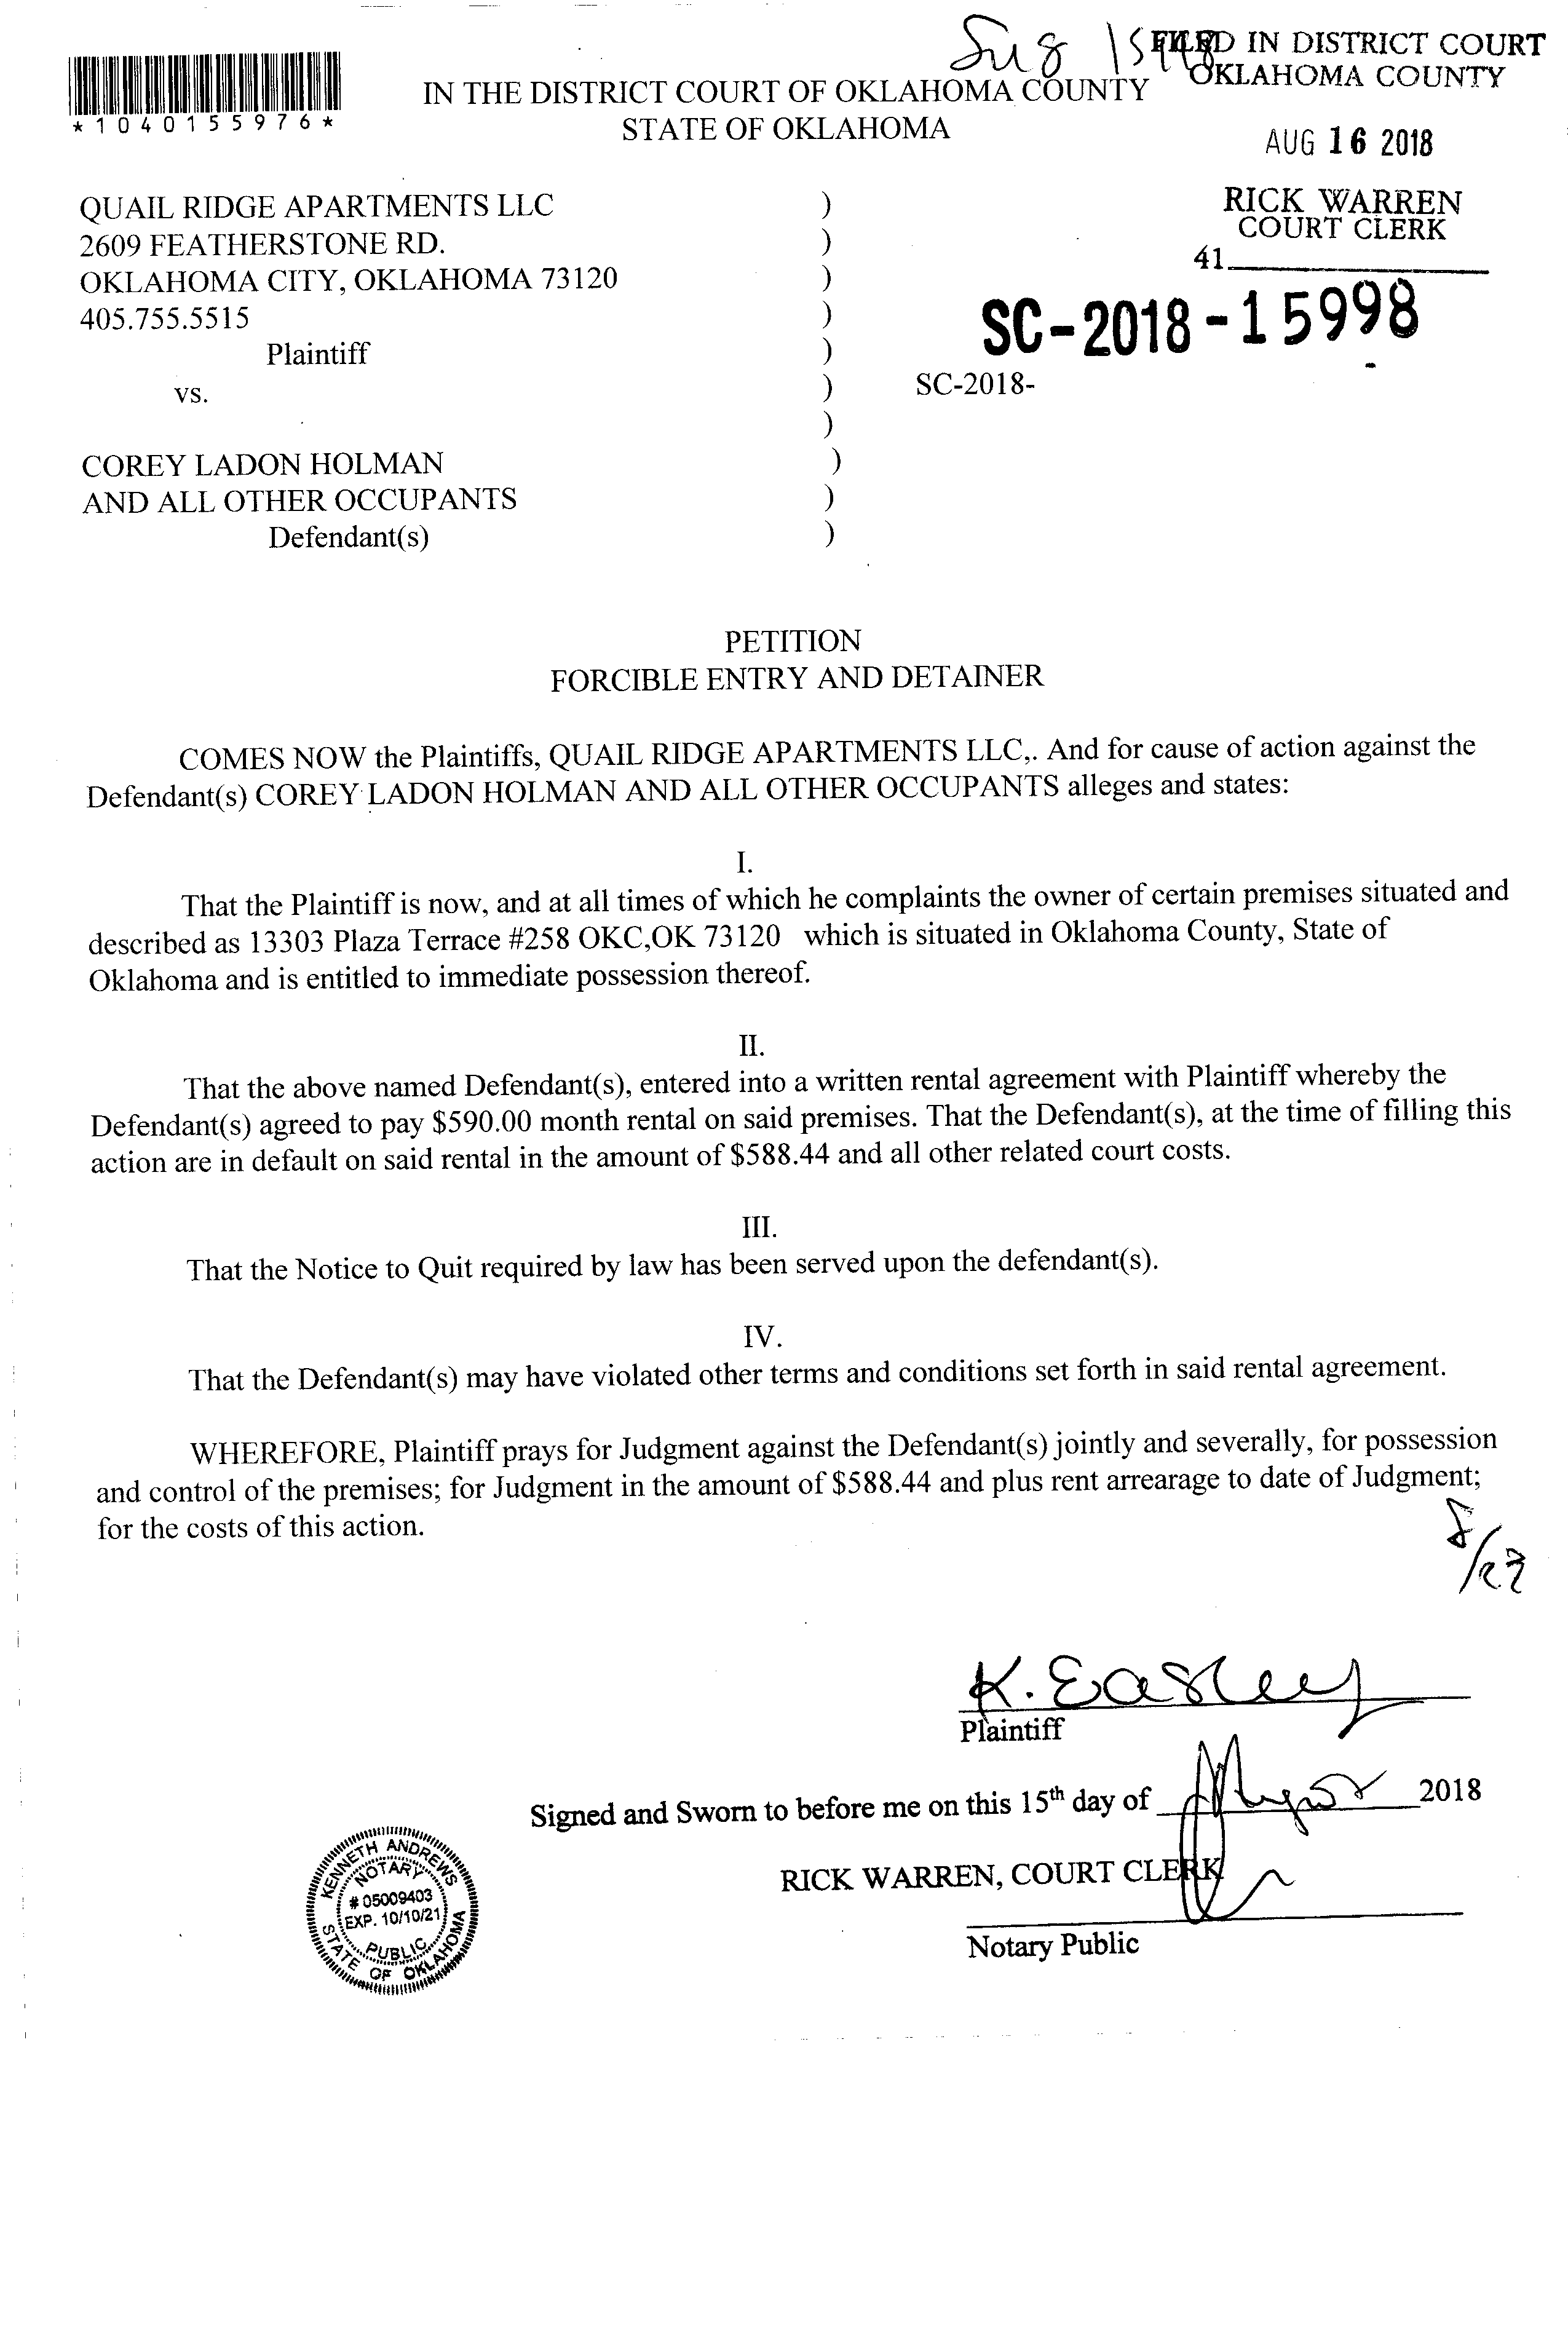 FILED IN DISTRICT COURT
OKLAHOMA COUNTY
*1040155976*
IN THE DISTRICT COURT OF OKLAHOMA COUNTY
STATE OF OKLAHOMA
AUG 16 2018
RICK WARREN
COURT CLERK
41
QUAIL RIDGE APARTMENTS LLC )
2609 FEATHERSTONE RD. )
OKLAHOMA CITY, OKLAHOMA 73120 )
405.755.5515 )
SC-2018-15998
Plaintiff )
vs. ) SC-2018-
)
COREY LADON HOLMAN )
AND ALL OTHER OCCUPANTS )
Defendant(s) )
PETITION
FORCIBLE ENTRY AND DETAINER
COMES NOW the Plaintiffs, QUAIL RIDGE APARTMENTS LLC,. And for cause of action against the
Defendant(s) COREY LADON HOLMAN AND ALL OTHER OCCUPANTS alleges and states:
I.
That the Plaintiff is now, and at all times of which he complaints the owner of certain premises situated and
described as 13303 Plaza Terrace #258 OKC,OK 73120 which is situated in Oklahoma County, State of
Oklahoma and is entitled to immediate possession thereof.
II.
That the above named Defendant(s), entered into a written rental agreement with Plaintiff whereby the
Defendant(s) agreed to pay $590.00 month rental on said premises. That the Defendant(s), at the time of filling this
action are in default on said rental in the amount of $588.44 and all other related court costs.
III.
That the Notice to Quit required by law has been served upon the defendant(s).
IV.
That the Defendant(s) may have violated other terms and conditions set forth in said rental agreement.
WHEREFORE, Plaintiff prays for Judgment against the Defendant(s) jointly and severally, for possession
and control of the premises; for Judgment in the amount of $588.44 and plus rent arrearage to date of Judgment;
for the costs of this action.
K. Easley
Plaintiff
Signed and Sworn to before me on this 15th day of 2018
RICK WARREN, COURT CLERK
Notary Public
KENNETH ANDREWS
NOTARY
# 05009403
EXP. 10/10/21
PUBLIC
STATE OF OKLAHOMA